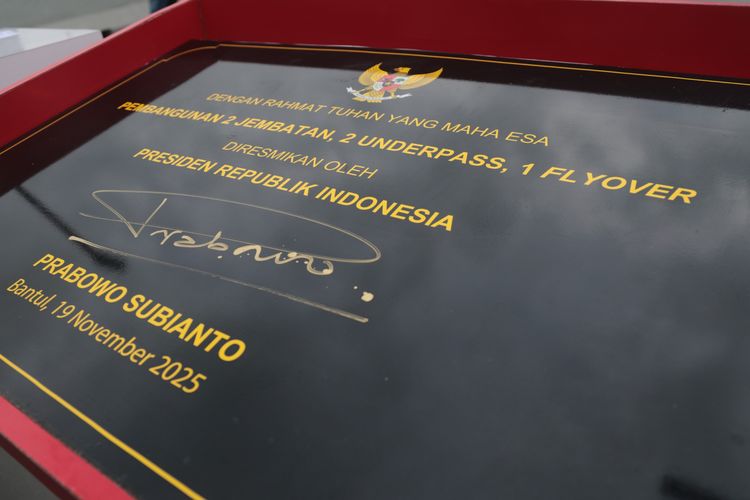 DENGAN RAHMAT TUHAN YANG MAHA ESA
PEMBANGUNAN 2 JEMBATAN, 2 UNDERPASS, 1 FLYOVER
DIRESMIKAN OLEH
PRESIDEN REPUBLIK INDONESIA
Prabowo
PRABOWO SUBIANTO
Bantul, 19 November 2025